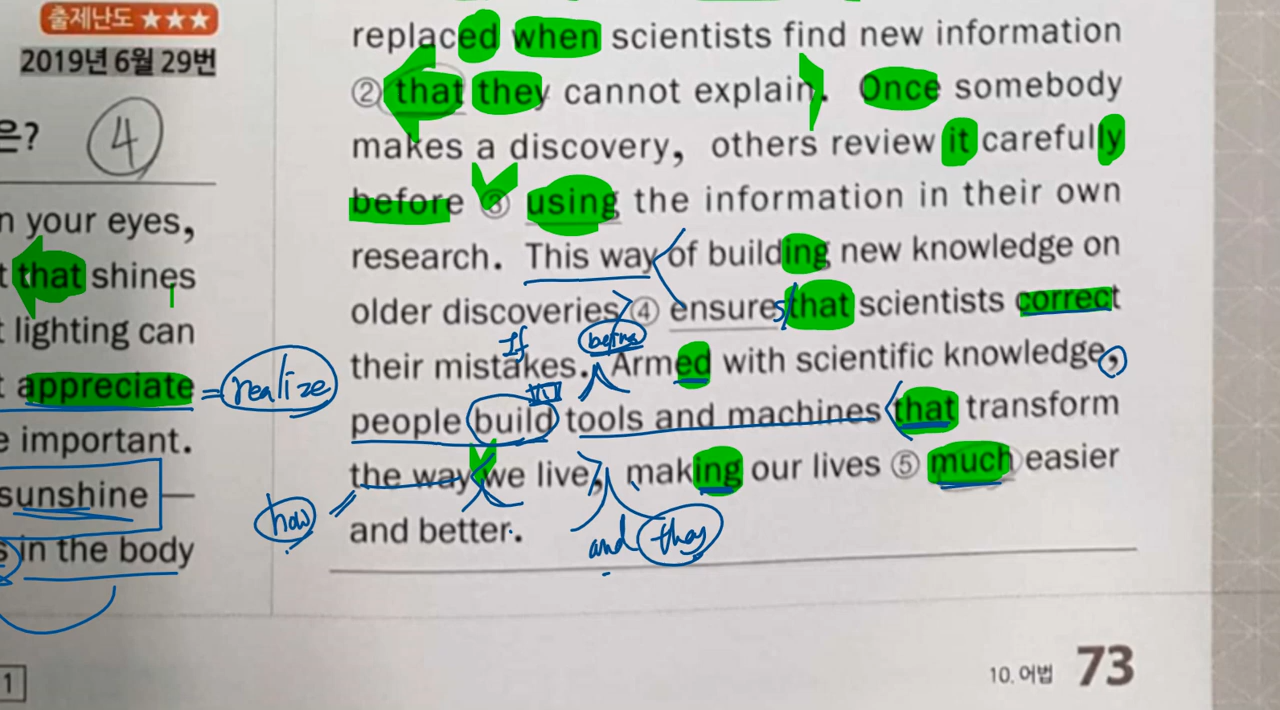 출제난도 ★★★
2019년 6월 29번
은?
4
n your eyes,
t that shines
t lighting can
t appreciate = realize
e important.
sunshine —
s in the body
1
replaced when scientists find new information
② that they cannot explain. Once somebody
makes a discovery, others review it carefully
before ③ using the information in their own
research. This way of building new knowledge on
older discoveries ④ ensures that scientists correct
If being
their mistakes. Armed with scientific knowledge,
people build tools and machines that transform
the way we live, making our lives ⑤ much easier
how
and better.
and they
10. 어법 73